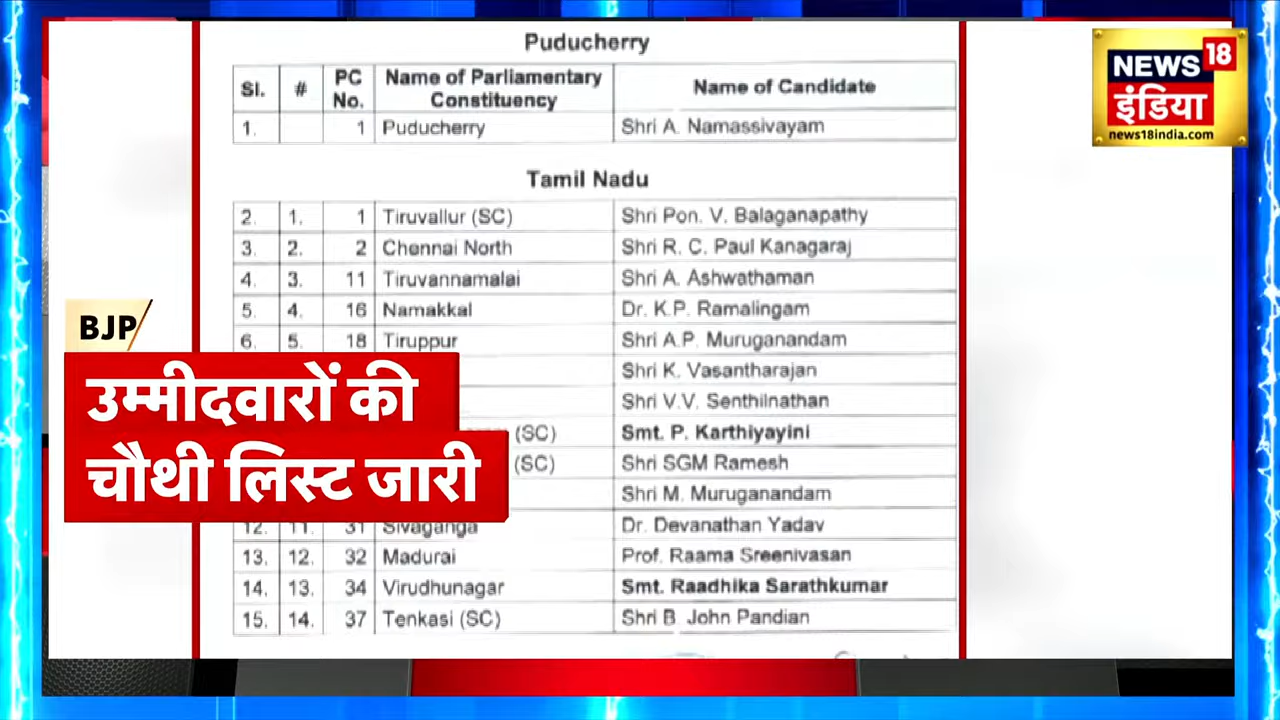 Puducherry
Sl. # PC No. Name of Parliamentary Constituency Name of Candidate
1. 1 Puducherry Shri A. Namassivayam
Tamil Nadu
2. 1. 1 Tiruvallur (SC) Shri Pon. V. Balaganapathy
3. 2. 2 Chennai North Shri R. C. Paul Kanagaraj
4. 3. 11 Tiruvannamalai Shri A. Ashwathaman
5. 4. 16 Namakkal Dr. K.P. Ramalingam
6. 5. 18 Tiruppur Shri A.P. Muruganandam
Shri K. Vasantharajan
Shri V.V. Senthilnathan
(SC) Smt. P. Karthiyayini
(SC) Shri SGM Ramesh
Shri M. Muruganandam
12. 11. 31 Sivaganga Dr. Devanathan Yadav
13. 12. 32 Madurai Prof. Raama Sreenivasan
14. 13. 34 Virudhunagar Smt. Raadhika Sarathkumar
15. 14. 37 Tenkasi (SC) Shri B. John Pandian
BJP
उम्मीदवारों की
चौथी लिस्ट जारी
NEWS 18
इंडिया
news18india.com